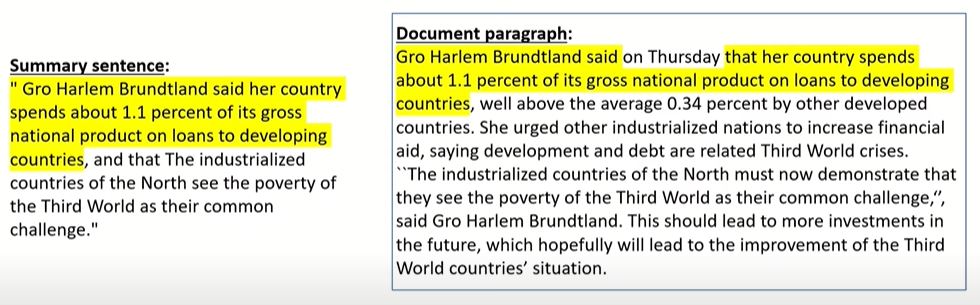 Summary sentence:
" Gro Harlem Brundtland said her country
spends about 1.1 percent of its gross
national product on loans to developing
countries, and that The industrialized
countries of the North see the poverty of
the Third World as their common
challenge."
Document paragraph:
Gro Harlem Brundtland said on Thursday that her country spends
about 1.1 percent of its gross national product on loans to developing
countries, well above the average 0.34 percent by other developed
countries. She urged other industrialized nations to increase financial
aid, saying development and debt are related Third World crises.
``The industrialized countries of the North must now demonstrate that
they see the poverty of the Third World as their common challenge,”,
said Gro Harlem Brundtland. This should lead to more investments in
the future, which hopefully will lead to the improvement of the Third
World countries’ situation.